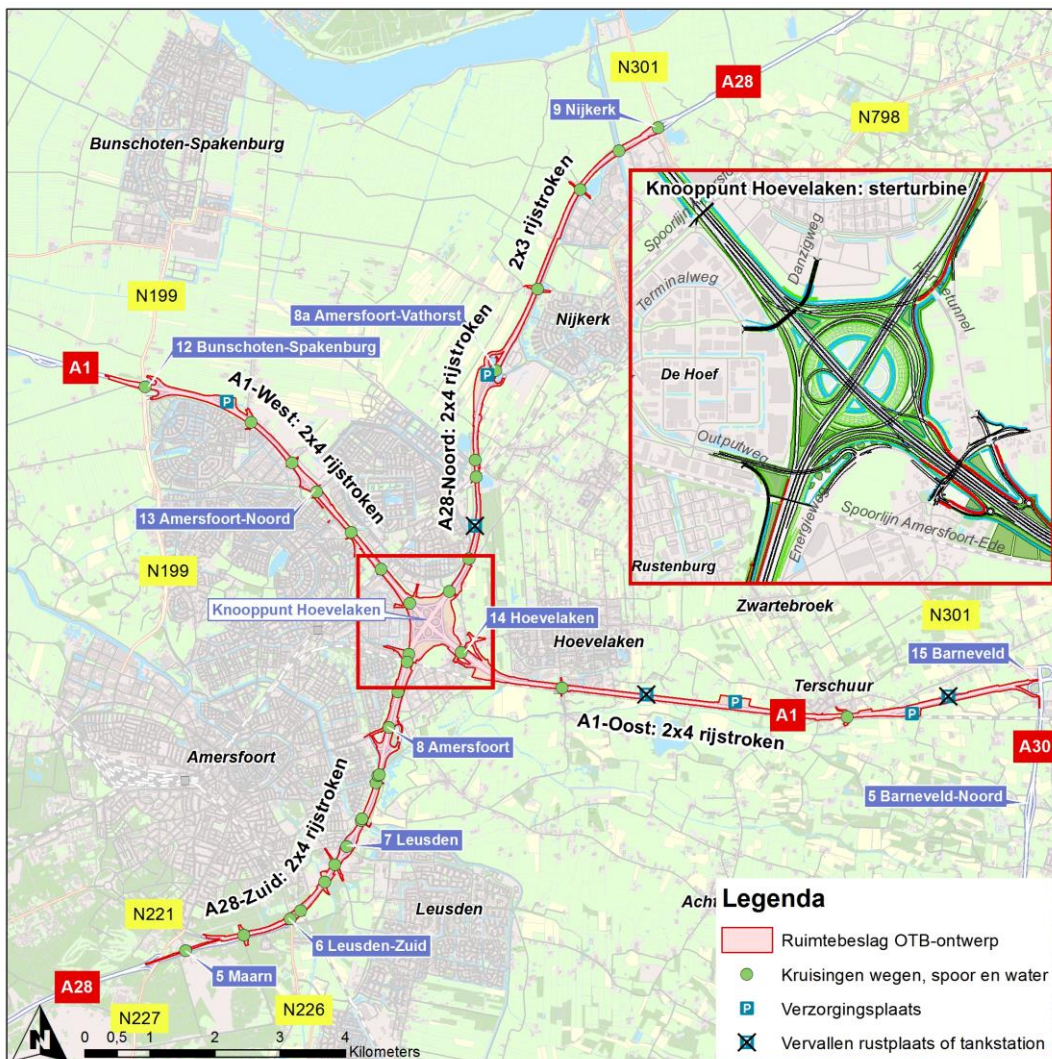 N301
A28
9 Nijkerk
N798
Bunschoten-Spakenburg
2x3 rijstroken
Knooppunt Hoevelaken: sterturbine
Spoorlijn
Danzigweg
Terminalweg
De Hoef
Outputweg
Energieweg
Spoorlijn Amersfoort-Ede
Rustenburg
N199
8a Amersfoort-Vathorst
Nijkerk
12 Bunschoten-Spakenburg
A1
A1-West: 2x4 rijstroken
A28-Noord: 2x4 rijstroken
13 Amersfoort-Noord
N199
Knooppunt Hoevelaken
14 Hoevelaken
Hoevelaken
Zwartebroek
N301
15 Barneveld
Terschuur
A1
A1-Oost: 2x4 rijstroken
A30
Amersfoort
8 Amersfoort
5 Barneveld-Noord
7 Leusden
A28-Zuid: 2x4 rijstroken
Leusden
Acht
N221
6 Leusden-Zuid
5 Maarn
A28
N227
N226
N
0 0,5 1 2 3 4
Kilometers
Legenda
Ruimtebeslag OTB-ontwerp
Kruisingen wegen, spoor en water
P Verzorgingsplaats
Vervallen rustplaats of tankstation